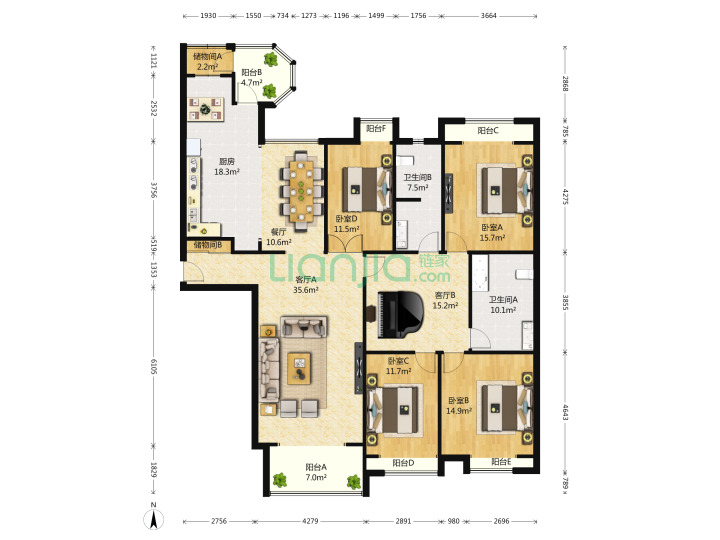 1930 1550 734 1273 1196 1499 1756 3664
1121
2532
3756
519
1353
6105
1829
2868
785
4275
3855
4643
789
储物间A
2.2m²
阳台B
4.7m²
阳台F
阳台C
厨房
18.3m²
卫生间B
7.5m²
卧室D
11.5m²
卧室A
15.7m²
餐厅
10.6m²
储物间B
Lianjia 链家
.com
客厅A
35.6m²
客厅B
15.2m²
卫生间A
10.1m²
卧室C
11.7m²
卧室B
14.9m²
阳台A
7.0m²
阳台D
阳台E
N
2756 4279 2891 980 2696